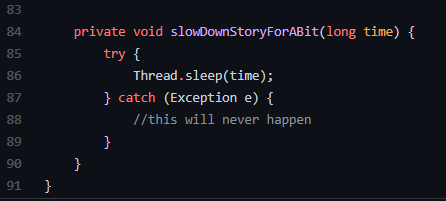 83
84 private void slowDownStoryForABit(long time) {
85 try {
86 Thread.sleep(time);
87 } catch (Exception e) {
88 //this will never happen
89 }
90 }
91 }